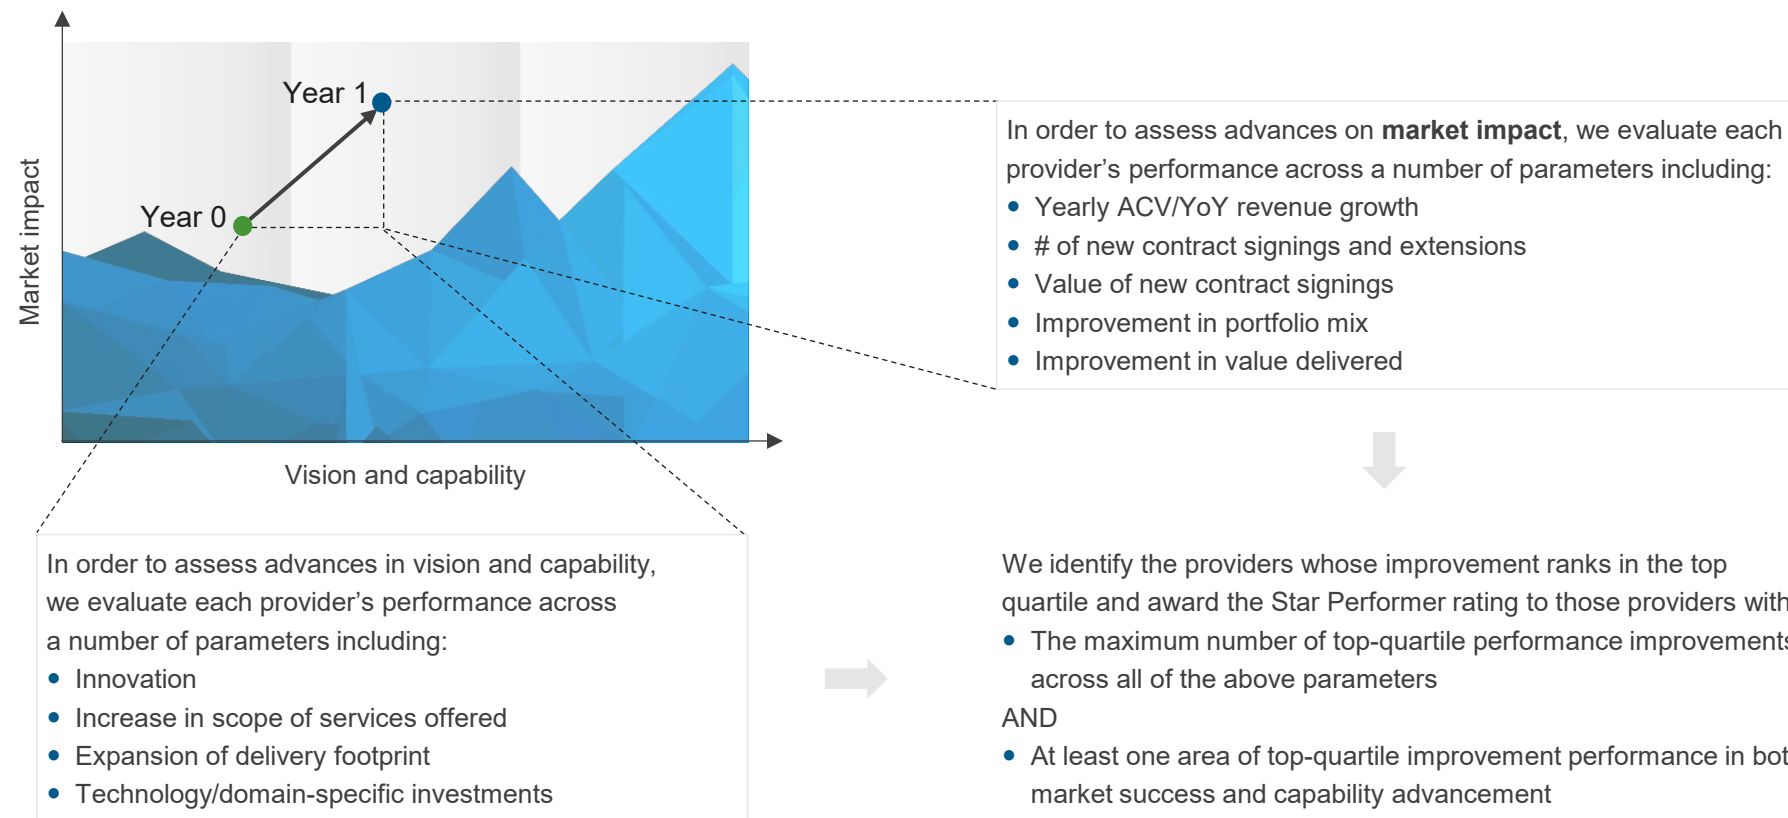 Year 1
Year 0
Market impact
Vision and capability
In order to assess advances on market impact, we evaluate each
provider’s performance across a number of parameters including:
• Yearly ACV/YoY revenue growth
• # of new contract signings and extensions
• Value of new contract signings
• Improvement in portfolio mix
• Improvement in value delivered
In order to assess advances in vision and capability,
we evaluate each provider’s performance across
a number of parameters including:
• Innovation
• Increase in scope of services offered
• Expansion of delivery footprint
• Technology/domain-specific investments
We identify the providers whose improvement ranks in the top
quartile and award the Star Performer rating to those providers with
• The maximum number of top-quartile performance improvements
across all of the above parameters
AND
• At least one area of top-quartile improvement performance in bot
market success and capability advancement